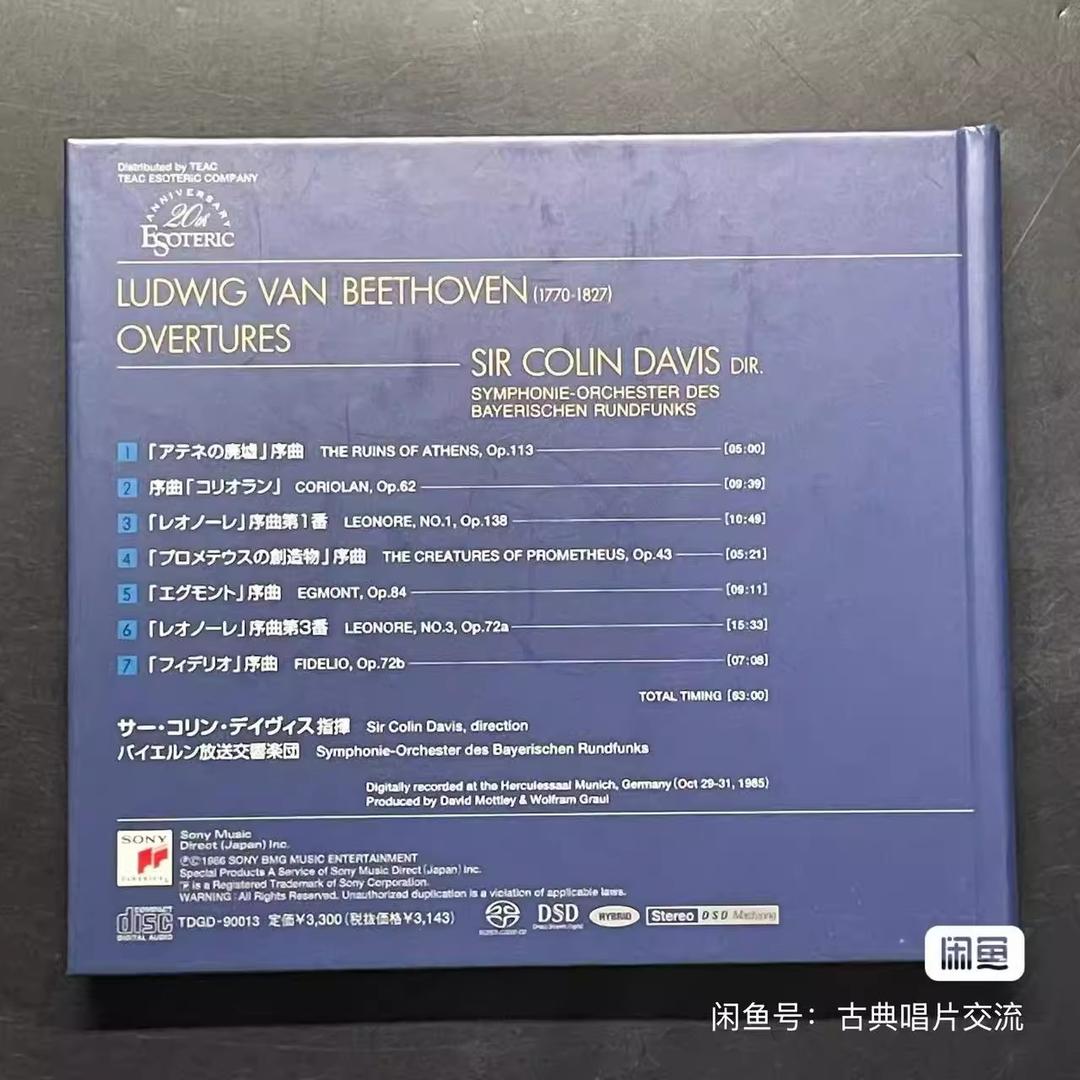 Distributed by TEAC
TEAC ESOTERIC COMPANY
ANNIVERSARY
20th
ESOTERIC
LUDWIG VAN BEETHOVEN (1770-1827)
OVERTURES
SIR COLIN DAVIS DIR.
SYMPHONIE-ORCHESTER DES
BAYERISCHEN RUNDFUNKS
1 「アテネの廃墟」序曲 THE RUINS OF ATHENS, Op.113 [05:00]
2 序曲「コリオラン」 CORIOLAN, Op.62 [09:39]
3 「レオノーレ」序曲第1番 LEONORE, NO.1, Op.138 [10:49]
4 「プロメテウスの創造物」序曲 THE CREATURES OF PROMETHEUS, Op.43 [05:21]
5 「エグモント」序曲 EGMONT, Op.84 [09:11]
6 「レオノーレ」序曲第3番 LEONORE, NO.3, Op.72a [15:33]
7 「フィデリオ」序曲 FIDELIO, Op.72b [07:08]
TOTAL TIMING [63:00]
サー・コリン・デイヴィス指揮 Sir Colin Davis, direction
バイエルン放送交響楽団 Symphonie-Orchester des Bayerischen Rundfunks
Digitally recorded at the Herculessaal Munich, Germany (Oct 29-31, 1985)
Produced by David Mottley & Wolfram Graul
SONY
CLASSICAL
Sony Music
Direct (Japan) Inc.
ⓅⒸ1986 SONY BMG MUSIC ENTERTAINMENT
Special Products A Service of Sony Music Direct (Japan) Inc.
is a Registered Trademark of Sony Corporation.
WARNING : All Rights Reserved. Unauthorized duplication is a violation of applicable laws.
COMPACT
disc
DIGITAL AUDIO
TDGD-90013 定価¥3,300 (税抜価格¥3,143)
SUPER AUDIO CD
DSD
Direct Stream Digital
HYBRID
Stereo DSD Mastering
闲鱼
闲鱼号：古典唱片交流